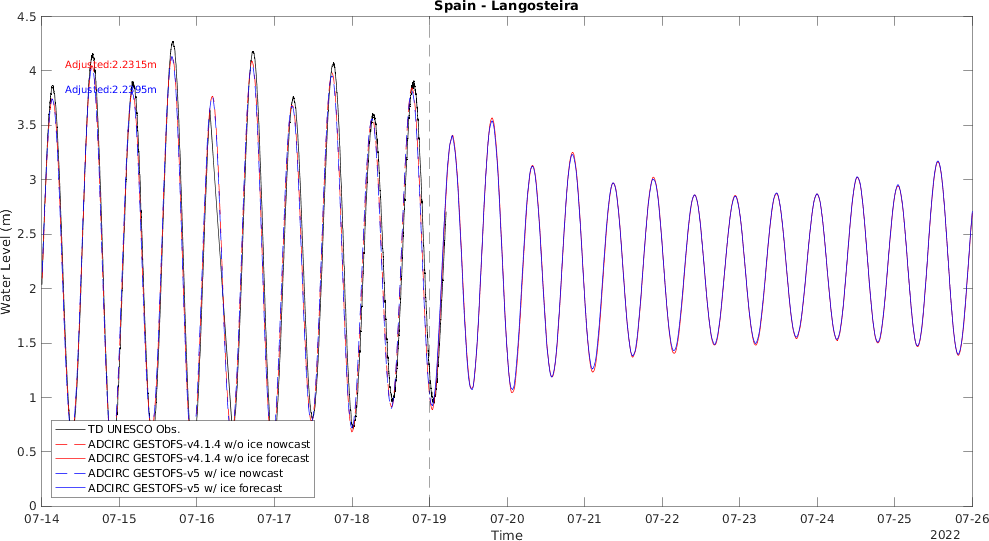 Spain - Langosteira
4.5
4
3.5
3
2.5
2
1.5
1
0.5
0
Water Level (m)
Adjusted:2.2315m
Adjusted:2.2395m
TD UNESCO Obs.
ADCIRC GESTOFS-v4.1.4 w/o ice nowcast
ADCIRC GESTOFS-v4.1.4 w/o ice forecast
ADCIRC GESTOFS-v5 w/ ice nowcast
ADCIRC GESTOFS-v5 w/ ice forecast
07-14 07-15 07-16 07-17 07-18 07-19 07-20 07-21 07-22 07-23 07-24 07-25 07-26
Time
2022